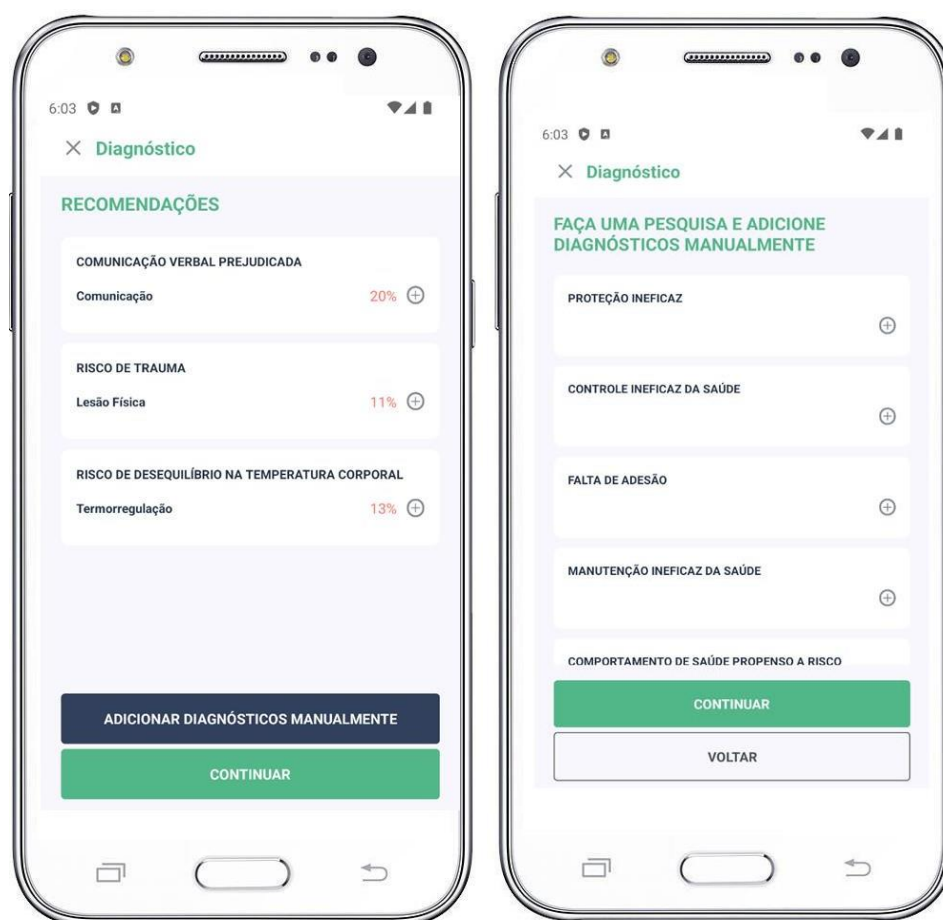 6:03
Diagnóstico
RECOMENDAÇÕES
COMUNICAÇÃO VERBAL PREJUDICADA
Comunicação 20%
RISCO DE TRAUMA
Lesão Física 11%
RISCO DE DESEQUILÍBRIO NA TEMPERATURA CORPORAL
Termorregulação 13%
ADICIONAR DIAGNÓSTICOS MANUALMENTE
CONTINUAR
6:03
Diagnóstico
FAÇA UMA PESQUISA E ADICIONE
DIAGNÓSTICOS MANUALMENTE
PROTEÇÃO INEFICAZ
CONTROLE INEFICAZ DA SAÚDE
FALTA DE ADESÃO
MANUTENÇÃO INEFICAZ DA SAÚDE
COMPORTAMENTO DE SAÚDE PROPENSO A RISCO
CONTINUAR
VOLTAR